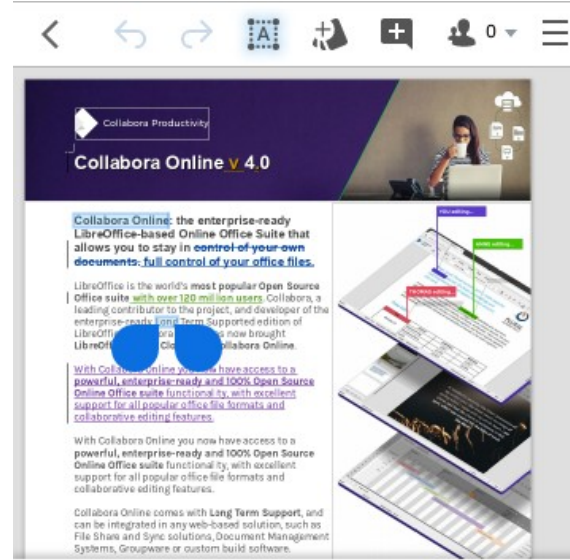 A
0
Collabora Productivity
Collabora Online v 4.0
Collabora Online: the enterprise-ready
LibreOffice-based Online Office Suite that
allows you to stay in control of your own
documents. full control of your office files.
LibreOffice is the world's most popular Open Source
Office suite with over 120 million users. Collabora, a
leading contributor to the project, and developer of the
enterprise-ready Long Term Supported edition of
now brought
Collabora Online.
With Collabora Online you now have access to a
powerful, enterprise-ready and 100% Open Source
Online Office suite functionality, with excellent
support for all popular office file formats and
collaborative editing features.
With Collabora Online you now have access to a
powerful, enterprise-ready and 100% Open Source
Online Office suite functionality, with excellent
support for all popular office file formats and
collaborative editing features.
Collabora Online comes with Long Term Support, and
can be integrated in any web-based solution, such as
File Share and Sync solutions, Document Management
Systems, Groupware or custom build software.
YOU editing...